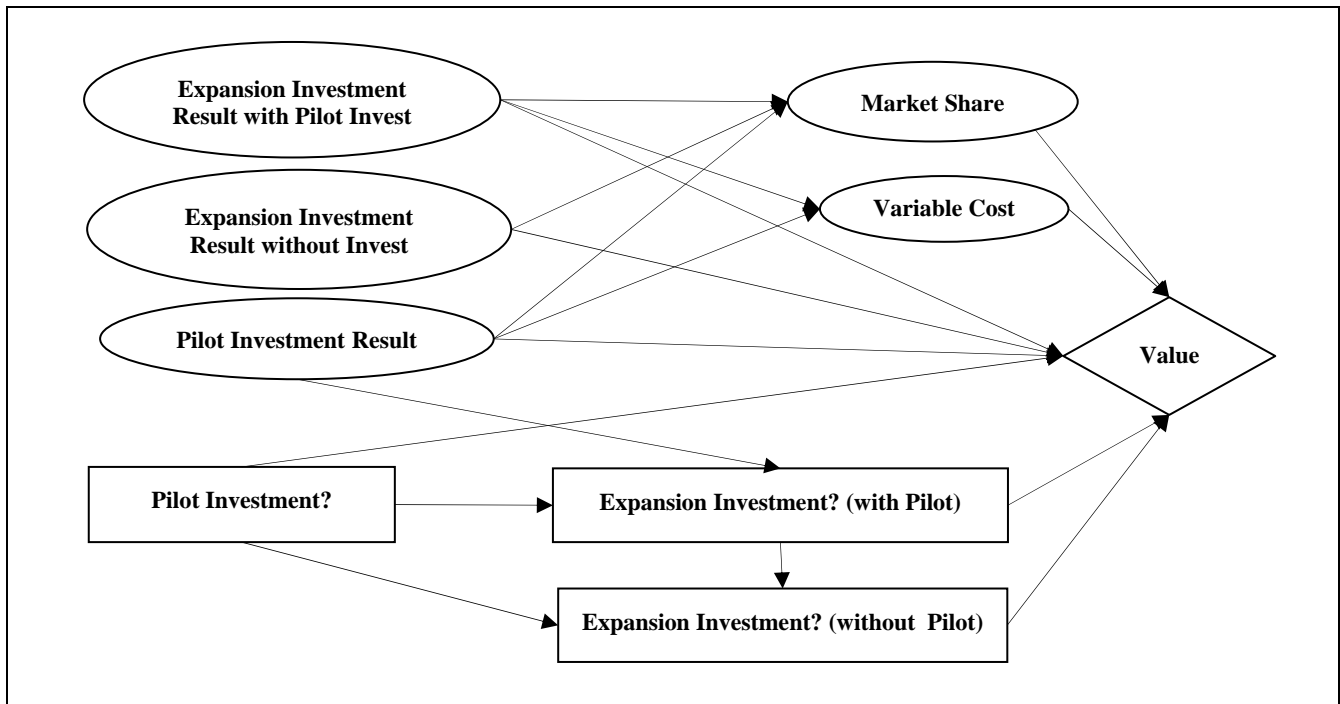 Expansion Investment
Result with Pilot Invest
Market Share
Variable Cost
Expansion Investment
Result without Invest
Pilot Investment Result
Value
Pilot Investment?
Expansion Investment? (with Pilot)
Expansion Investment? (without  Pilot)